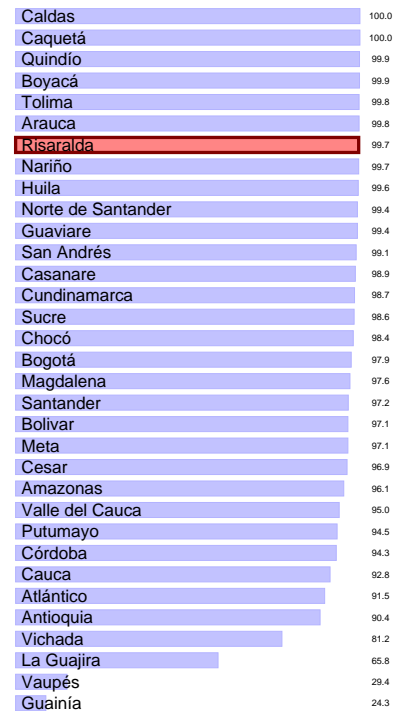 Caldas 100.0
Caquetá 100.0
Quindío 99.9
Boyacá 99.9
Tolima 99.8
Arauca 99.8
Risaralda 99.7
Nariño 99.7
Huila 99.6
Norte de Santander 99.4
Guaviare 99.4
San Andrés 99.1
Casanare 98.9
Cundinamarca 98.7
Sucre 98.6
Chocó 98.4
Bogotá 97.9
Magdalena 97.6
Santander 97.2
Bolivar 97.1
Meta 97.1
Cesar 96.9
Amazonas 96.1
Valle del Cauca 95.0
Putumayo 94.5
Córdoba 94.3
Cauca 92.8
Atlántico 91.5
Antioquia 90.4
Vichada 81.2
La Guajira 65.8
Vaupés 29.4
Guainía 24.3